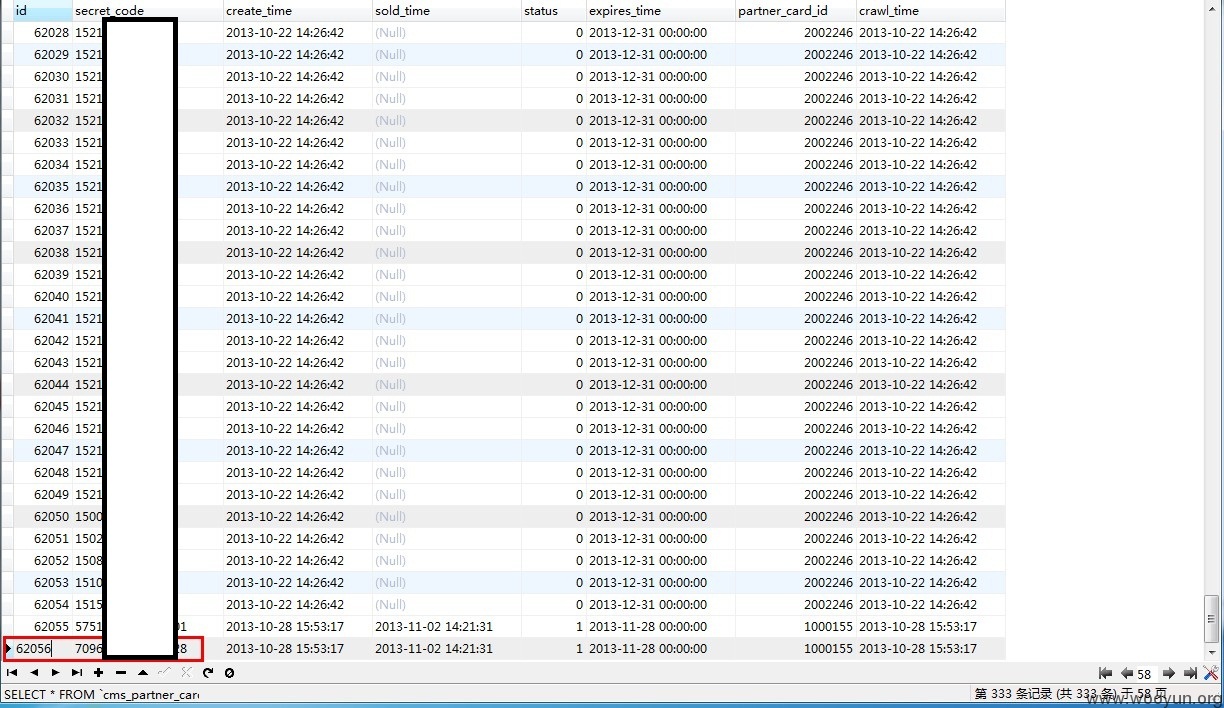 id secret_code create_time sold_time status expires_time partner_card_id crawl_time
62028 1521 2013-10-22 14:26:42 (Null) 0 2013-12-31 00:00:00 2002246 2013-10-22 14:26:42
62029 1521 2013-10-22 14:26:42 (Null) 0 2013-12-31 00:00:00 2002246 2013-10-22 14:26:42
62030 1521 2013-10-22 14:26:42 (Null) 0 2013-12-31 00:00:00 2002246 2013-10-22 14:26:42
62031 1521 2013-10-22 14:26:42 (Null) 0 2013-12-31 00:00:00 2002246 2013-10-22 14:26:42
62032 1521 2013-10-22 14:26:42 (Null) 0 2013-12-31 00:00:00 2002246 2013-10-22 14:26:42
62033 1521 2013-10-22 14:26:42 (Null) 0 2013-12-31 00:00:00 2002246 2013-10-22 14:26:42
62034 1521 2013-10-22 14:26:42 (Null) 0 2013-12-31 00:00:00 2002246 2013-10-22 14:26:42
62035 1521 2013-10-22 14:26:42 (Null) 0 2013-12-31 00:00:00 2002246 2013-10-22 14:26:42
62036 1521 2013-10-22 14:26:42 (Null) 0 2013-12-31 00:00:00 2002246 2013-10-22 14:26:42
62037 1521 2013-10-22 14:26:42 (Null) 0 2013-12-31 00:00:00 2002246 2013-10-22 14:26:42
62038 1521 2013-10-22 14:26:42 (Null) 0 2013-12-31 00:00:00 2002246 2013-10-22 14:26:42
62039 1521 2013-10-22 14:26:42 (Null) 0 2013-12-31 00:00:00 2002246 2013-10-22 14:26:42
62040 1521 2013-10-22 14:26:42 (Null) 0 2013-12-31 00:00:00 2002246 2013-10-22 14:26:42
62041 1521 2013-10-22 14:26:42 (Null) 0 2013-12-31 00:00:00 2002246 2013-10-22 14:26:42
62042 1521 2013-10-22 14:26:42 (Null) 0 2013-12-31 00:00:00 2002246 2013-10-22 14:26:42
62043 1521 2013-10-22 14:26:42 (Null) 0 2013-12-31 00:00:00 2002246 2013-10-22 14:26:42
62044 1521 2013-10-22 14:26:42 (Null) 0 2013-12-31 00:00:00 2002246 2013-10-22 14:26:42
62045 1521 2013-10-22 14:26:42 (Null) 0 2013-12-31 00:00:00 2002246 2013-10-22 14:26:42
62046 1521 2013-10-22 14:26:42 (Null) 0 2013-12-31 00:00:00 2002246 2013-10-22 14:26:42
62047 1521 2013-10-22 14:26:42 (Null) 0 2013-12-31 00:00:00 2002246 2013-10-22 14:26:42
62048 1521 2013-10-22 14:26:42 (Null) 0 2013-12-31 00:00:00 2002246 2013-10-22 14:26:42
62049 1521 2013-10-22 14:26:42 (Null) 0 2013-12-31 00:00:00 2002246 2013-10-22 14:26:42
62050 1500 2013-10-22 14:26:42 (Null) 0 2013-12-31 00:00:00 2002246 2013-10-22 14:26:42
62051 1502 2013-10-22 14:26:42 (Null) 0 2013-12-31 00:00:00 2002246 2013-10-22 14:26:42
62052 1508 2013-10-22 14:26:42 (Null) 0 2013-12-31 00:00:00 2002246 2013-10-22 14:26:42
62053 1510 2013-10-22 14:26:42 (Null) 0 2013-12-31 00:00:00 2002246 2013-10-22 14:26:42
62054 1515 2013-10-22 14:26:42 (Null) 0 2013-12-31 00:00:00 2002246 2013-10-22 14:26:42
62055 5751 01 2013-10-28 15:53:17 2013-11-02 14:21:31 1 2013-11-28 00:00:00 1000155 2013-10-28 15:53:17
62056 7096 28 2013-10-28 15:53:17 2013-11-02 14:21:31 1 2013-11-28 00:00:00 1000155 2013-10-28 15:53:17
58
SELECT * FROM `cms_partner_car 第 333 条记录 (共 333 条) 于 58 页
www.wooyun.org